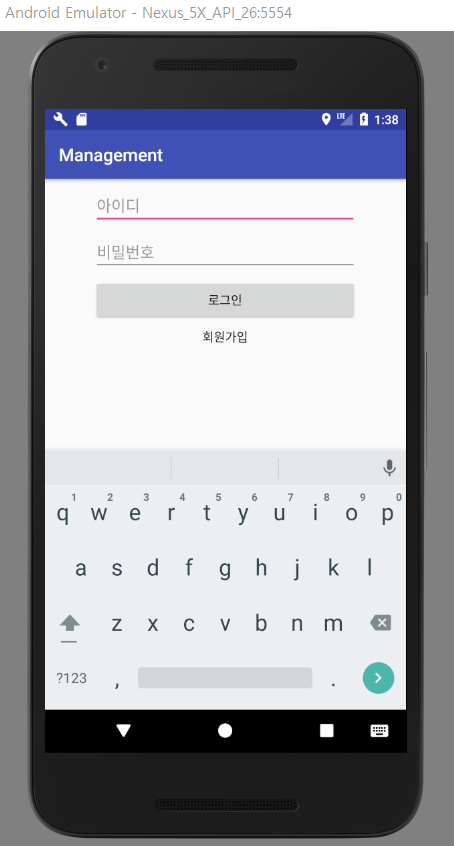 Android Emulator - Nexus_5X_API_26:5554
LTE 1:38
Management
아이디
비밀번호
로그인
회원가입
1 2 3 4 5 6 7 8 9 0
q w e r t y u i o p
a s d f g h j k l
z x c v b n m
?123 , .